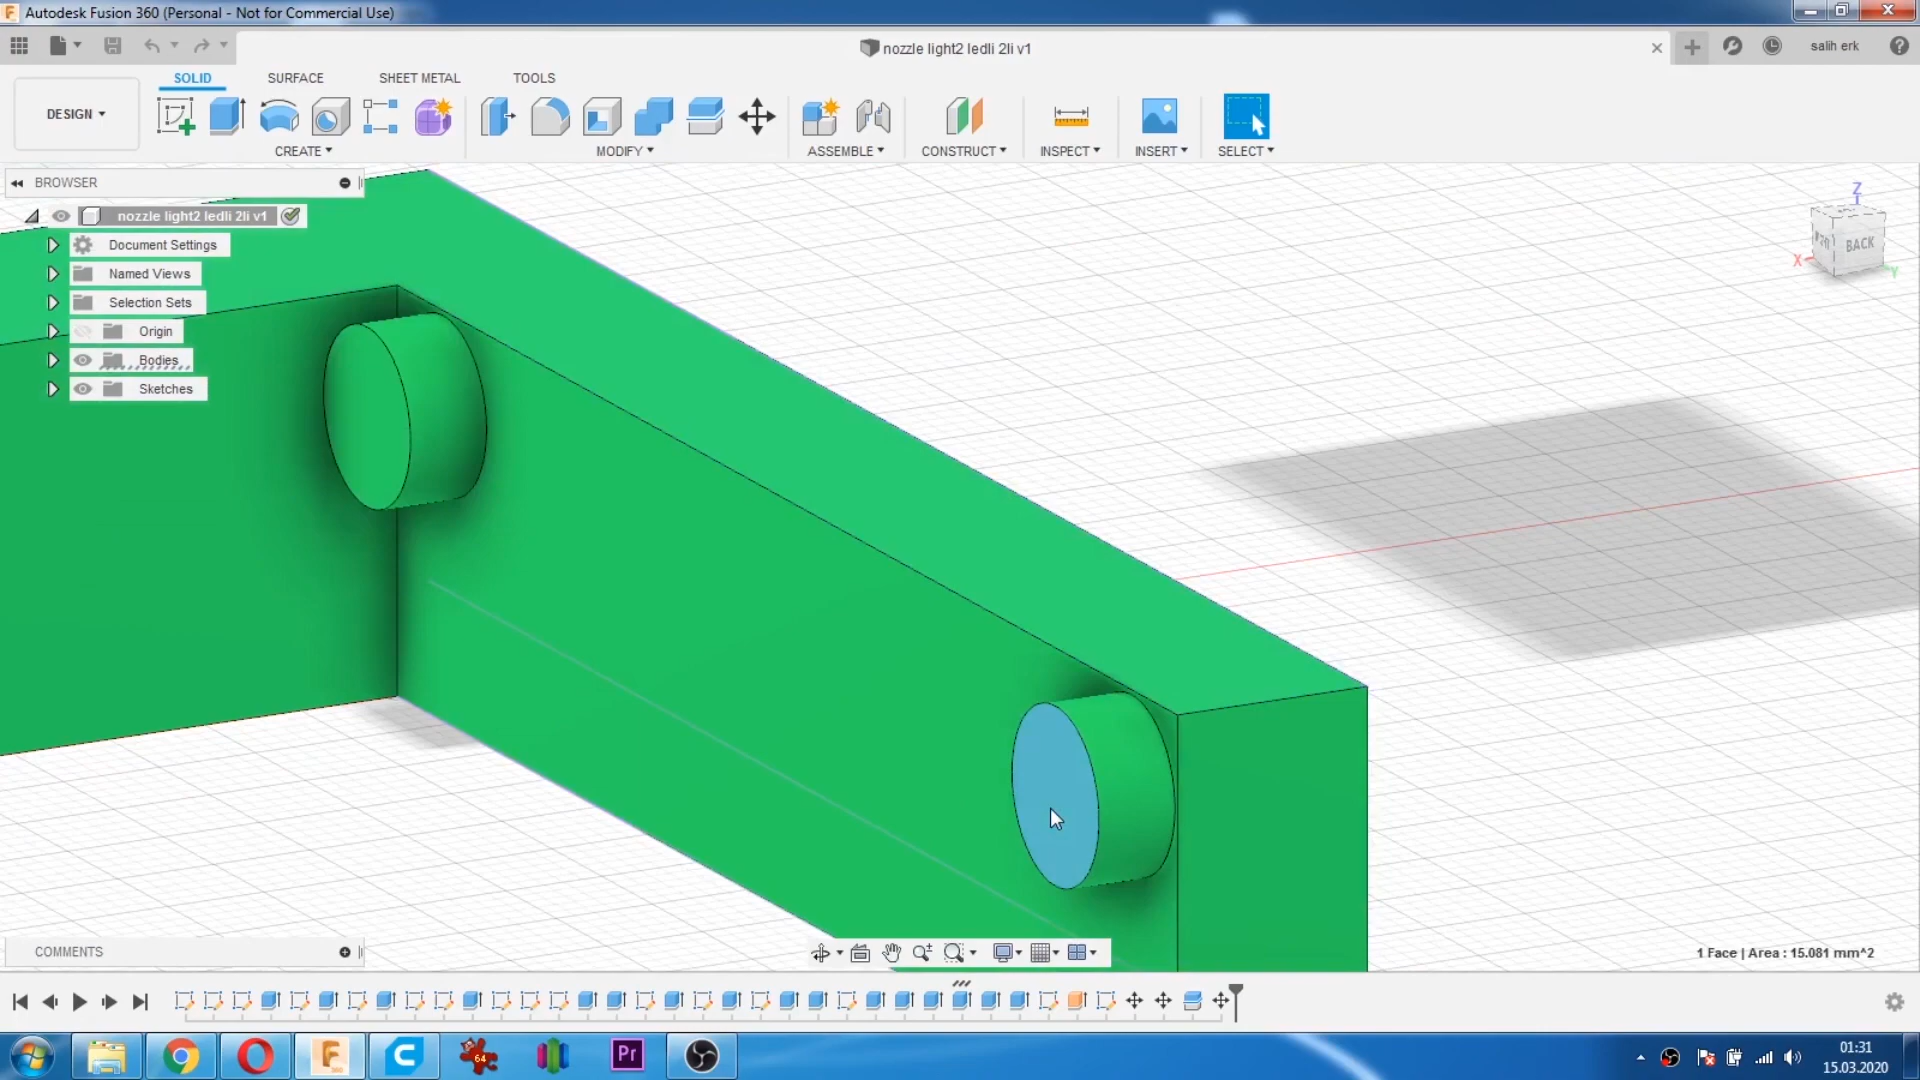 Autodesk Fusion 360 (Personal - Not for Commercial Use)
nozzle light2 ledli 2li v1
salih erk
DESIGN
SOLID
SURFACE
SHEET METAL
TOOLS
CREATE
MODIFY
ASSEMBLE
CONSTRUCT
INSPECT
INSERT
SELECT
BROWSER
nozzle light2 ledli 2li v1
Document Settings
Named Views
Selection Sets
Origin
Bodies
Sketches
Z
BACK
X
Y
COMMENTS
1 Face | Area : 15.081 mm^2
64
Pr
01:31
15.03.2020